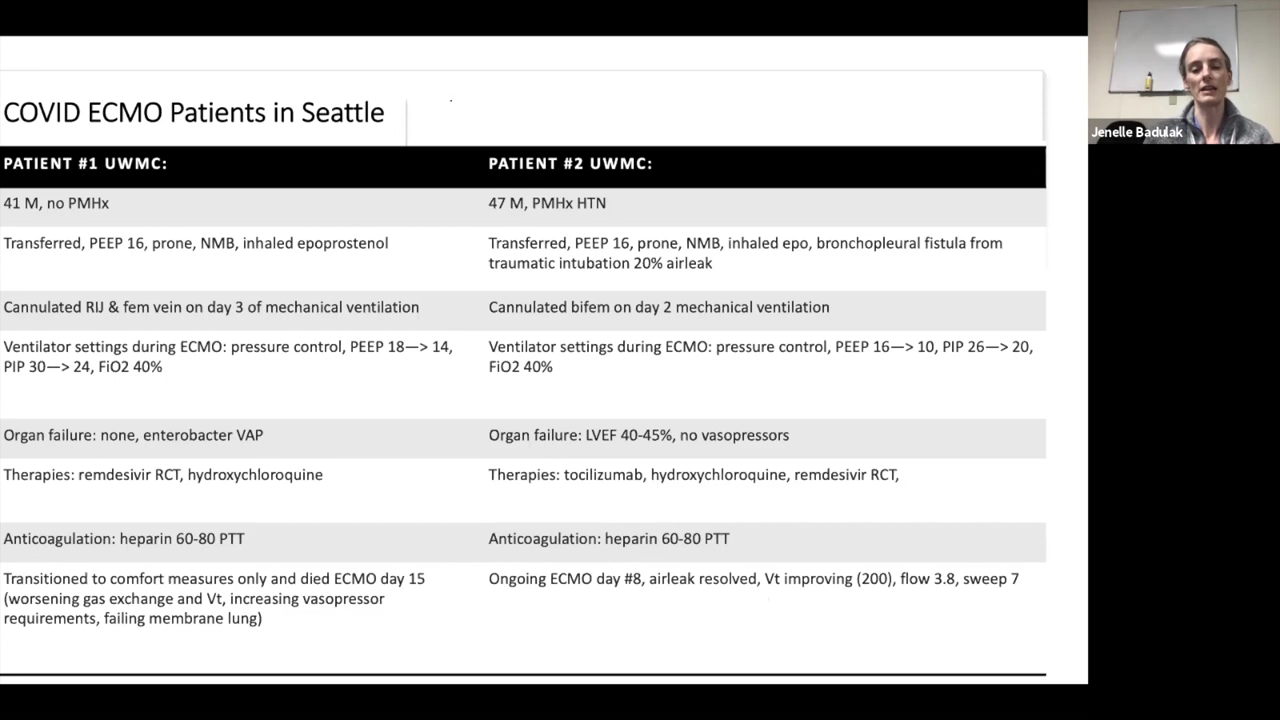 COVID ECMO Patients in Seattle
PATIENT #1 UWMC:
PATIENT #2 UWMC:
41 M, no PMHx
47 M, PMHx HTN
Transferred, PEEP 16, prone, NMB, inhaled epoprostenol
Transferred, PEEP 16, prone, NMB, inhaled epo, bronchopleural fistula from
traumatic intubation 20% airleak
Cannulated RIJ & fem vein on day 3 of mechanical ventilation
Cannulated bifem on day 2 mechanical ventilation
Ventilator settings during ECMO: pressure control, PEEP 18—> 14,
PIP 30—> 24, FiO2 40%
Ventilator settings during ECMO: pressure control, PEEP 16—> 10, PIP 26—> 20,
FiO2 40%
Organ failure: none, enterobacter VAP
Organ failure: LVEF 40-45%, no vasopressors
Therapies: remdesivir RCT, hydroxychloroquine
Therapies: tocilizumab, hydroxychloroquine, remdesivir RCT,
Anticoagulation: heparin 60-80 PTT
Anticoagulation: heparin 60-80 PTT
Transitioned to comfort measures only and died ECMO day 15
(worsening gas exchange and Vt, increasing vasopressor
requirements, failing membrane lung)
Ongoing ECMO day #8, airleak resolved, Vt improving (200), flow 3.8, sweep 7
Jenelle Badulak